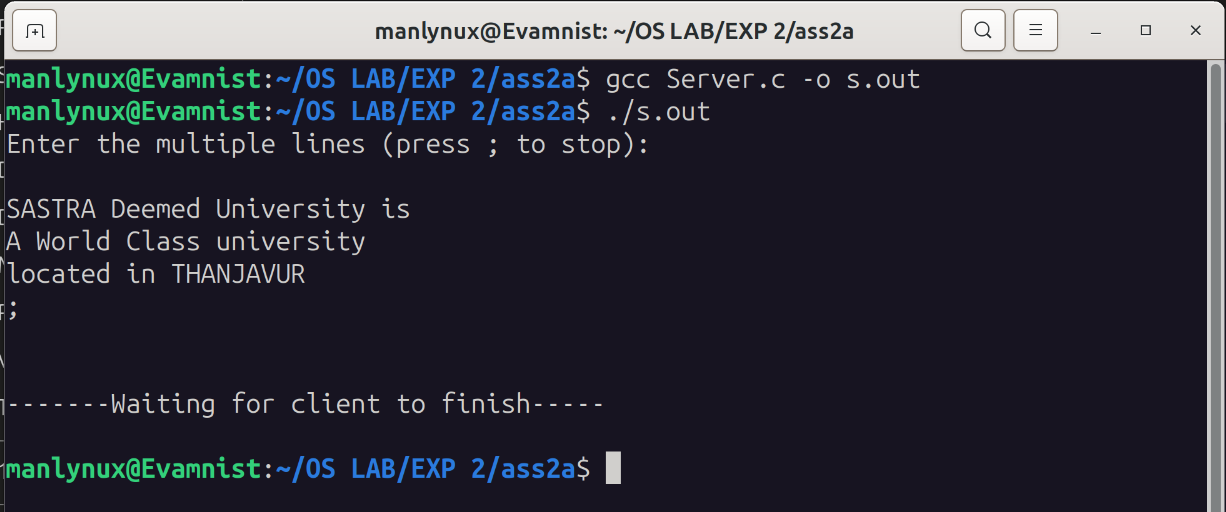 manlynux@Evamnist: ~/OS LAB/EXP 2/ass2a
manlynux@Evamnist:~/OS LAB/EXP 2/ass2a$ gcc Server.c -o s.out
manlynux@Evamnist:~/OS LAB/EXP 2/ass2a$ ./s.out
Enter the multiple lines (press ; to stop):
SASTRA Deemed University is
A World Class university
located in THANJAVUR
;
-------Waiting for client to finish-----
manlynux@Evamnist:~/OS LAB/EXP 2/ass2a$